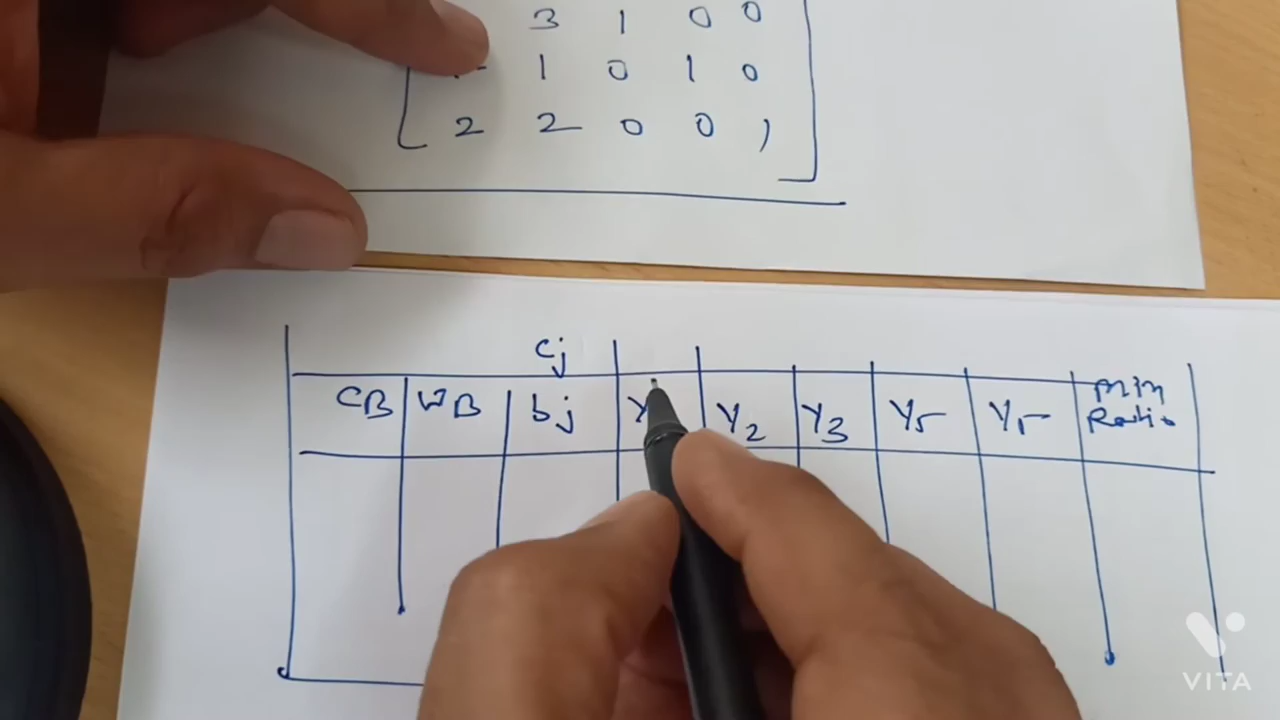 3 1 0 0
1 0 1 0
2 2 0 0 1
Cj
CB WB bj Y2 Y3 Y5 Y5 Min Ratio
VITA